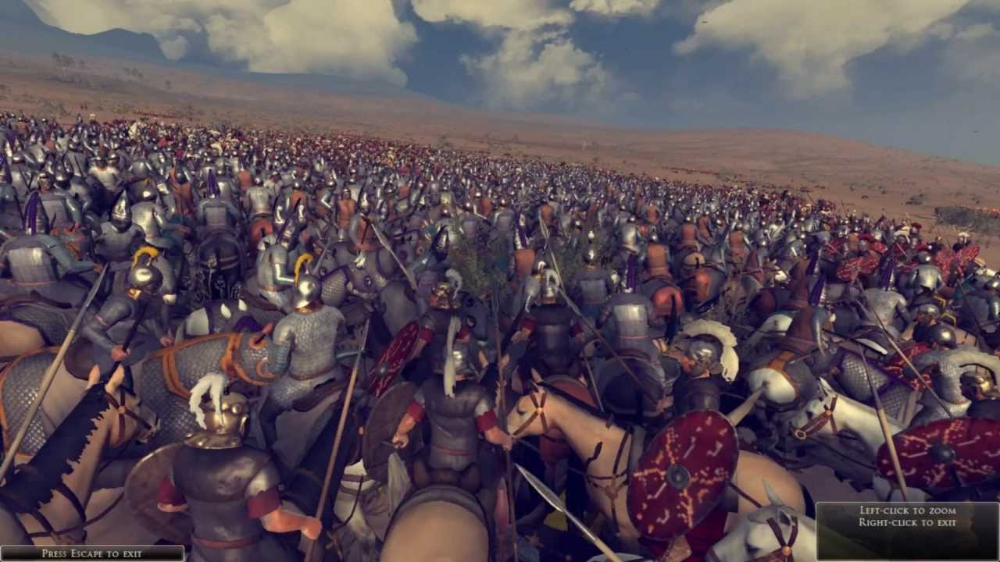 Left-click to zoom
Right-click to exit
Press Escape to exit